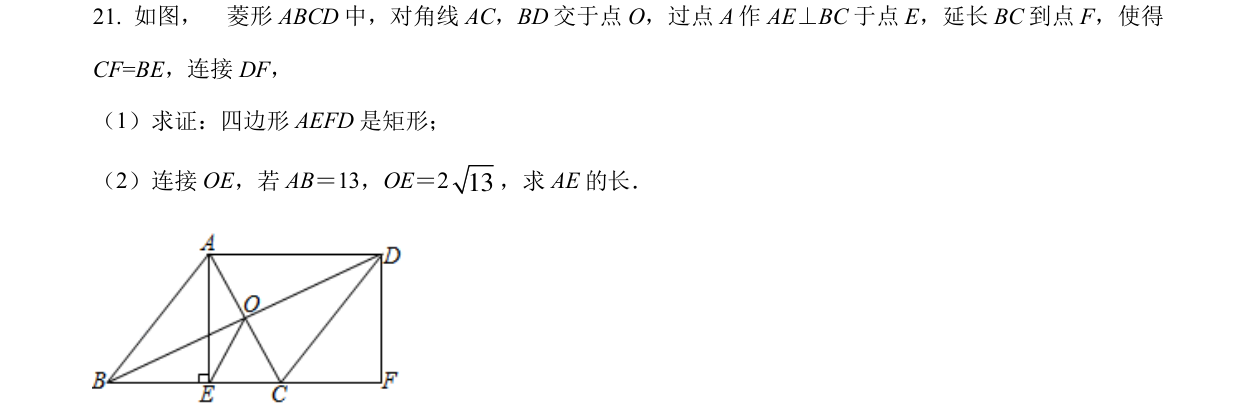 21. 如图， 菱形 ABCD 中，对角线 AC，BD 交于点 O，过点 A 作 AE⊥BC 于点 E，延长 BC 到点 F，使得
CF=BE，连接 DF，
（1）求证：四边形 AEFD 是矩形；
（2）连接 OE，若 AB＝13，OE＝2√13，求 AE 的长．
A
D
O
B
E
C
F